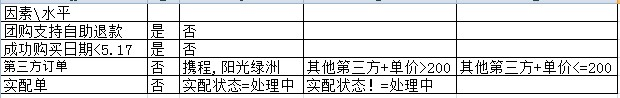 因素\水平
团购支持自助退款 是 否
成功购买日期<5.17 是 否
第三方订单 否 携程,阳光绿洲 其他第三方+单价>200 其他第三方+单价<=200
实配单 否 实配状态=处理中 实配状态！=处理中